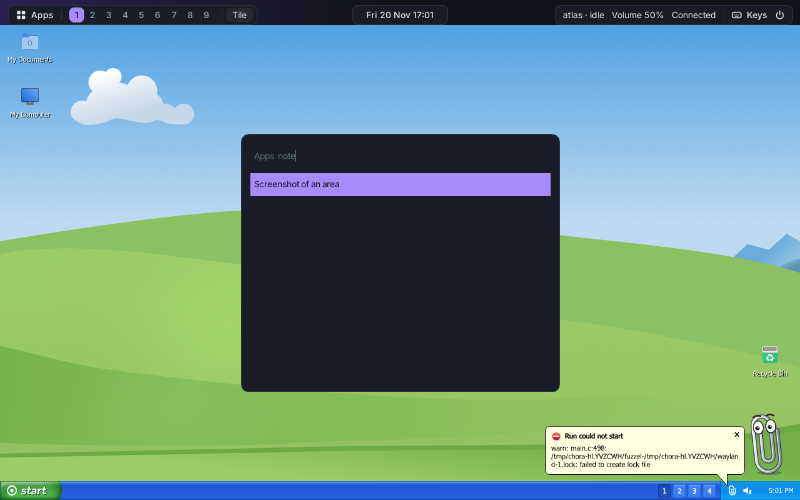 Apps 1 2 3 4 5 6 7 8 9 Tile Fri 20 Nov 17:01 atlas · idle Volume 50% Connected Keys
My Documents
My Computer
Apps note
Screenshot of an area
Recycle Bin
Run could not start x
warn: main.c:498:
/tmp/chora-hl.YVZCWH/fuzzel-/tmp/chora-hl.YVZCWH/waylan
d-1.lock: failed to create lock file
start 1 2 3 4 5:01 PM